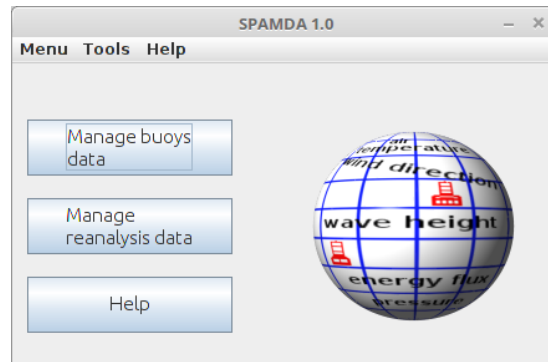 SPAMDA 1.0
Menu Tools Help
Manage buoys
data
Manage
reanalysis data
Help
air
temperature
wind direction
wave height
energy flux
pressure